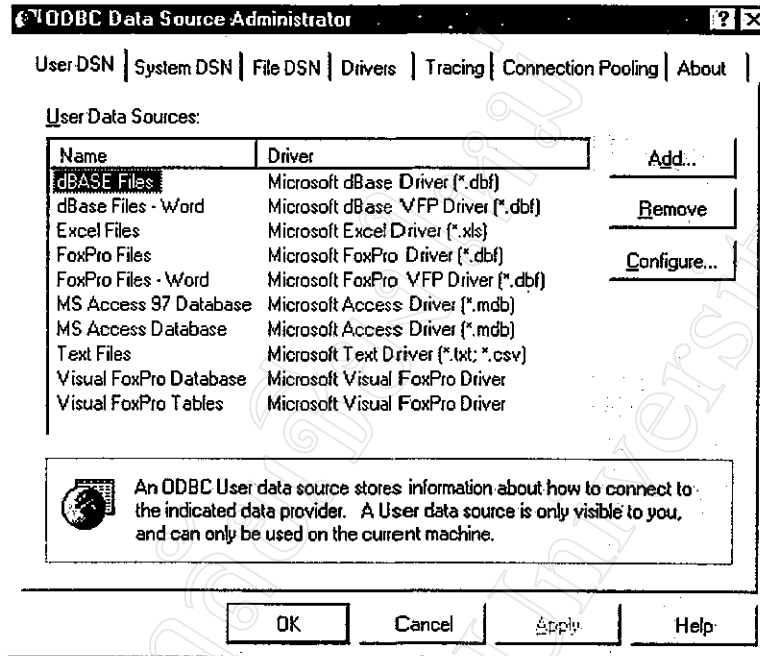 ODBC Data Source Administrator
User DSN System DSN File DSN Drivers Tracing Connection Pooling About
User Data Sources:
Name Driver
dBASE Files Microsoft dBase Driver (*.dbf)
dBase Files - Word Microsoft dBase VFP Driver (*.dbf)
Excel Files Microsoft Excel Driver (*.xls)
FoxPro Files Microsoft FoxPro Driver (*.dbf)
FoxPro Files - Word Microsoft FoxPro VFP Driver (*.dbf)
MS Access 97 Database Microsoft Access Driver (*.mdb)
MS Access Database Microsoft Access Driver (*.mdb)
Text Files Microsoft Text Driver (*.txt; *.csv)
Visual FoxPro Database Microsoft Visual FoxPro Driver
Visual FoxPro Tables Microsoft Visual FoxPro Driver
Add...
Remove
Configure...
An ODBC User data source stores information about how to connect to
the indicated data provider. A User data source is only visible to you,
and can only be used on the current machine.
OK Cancel Apply Help